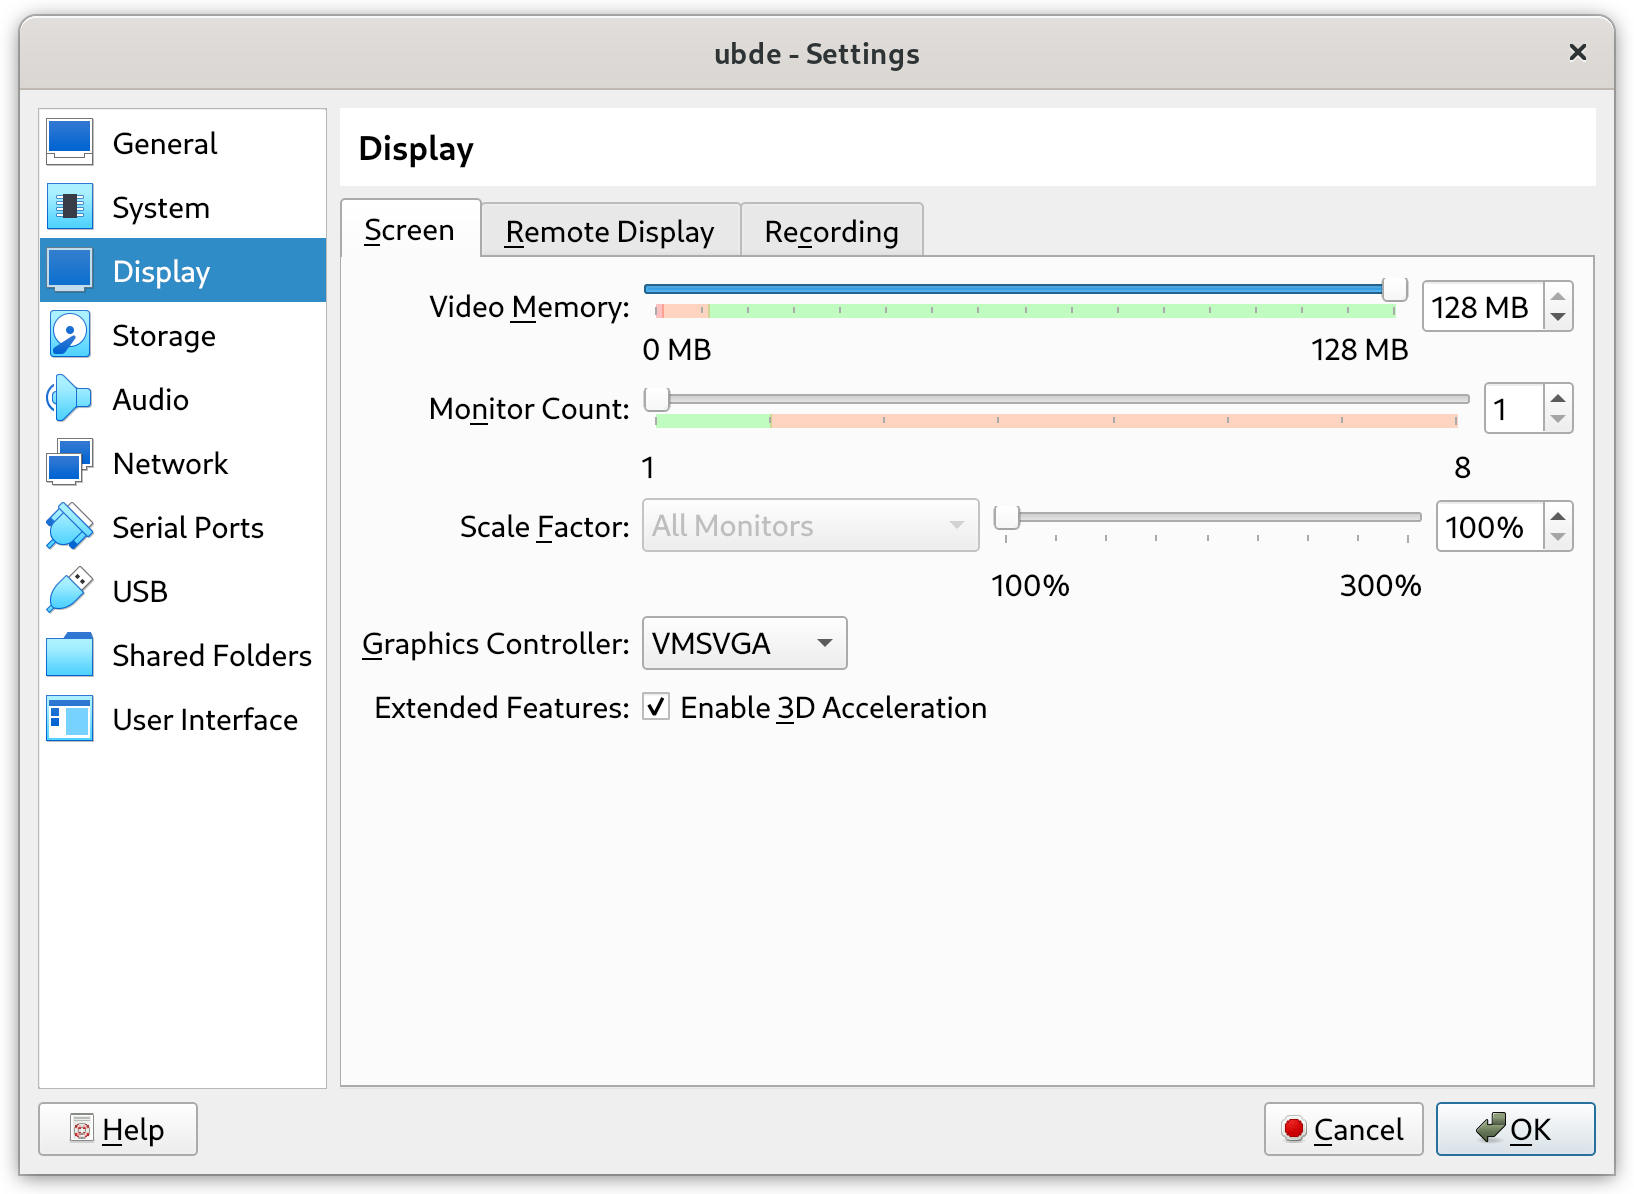 ubde - Settings
General
System
Display
Storage
Audio
Network
Serial Ports
USB
Shared Folders
User Interface
Display
Screen
Remote Display
Recording
Video Memory:
128 MB
0 MB
128 MB
Monitor Count:
1
1
8
Scale Factor:
All Monitors
100%
100%
300%
Graphics Controller:
VMSVGA
Extended Features:
Enable 3D Acceleration
Help
Cancel
OK